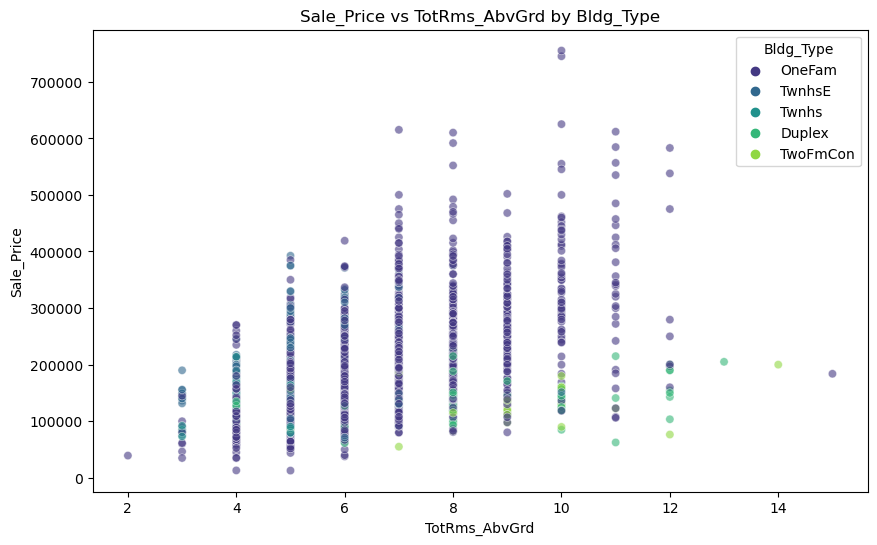 Sale_Price vs TotRms_AbvGrd by Bldg_Type
Bldg_Type
OneFam
TwnhsE
Twnhs
Duplex
TwoFmCon
700000
600000
500000
400000
300000
200000
100000
0
Sale_Price
2 4 6 8 10 12 14
TotRms_AbvGrd